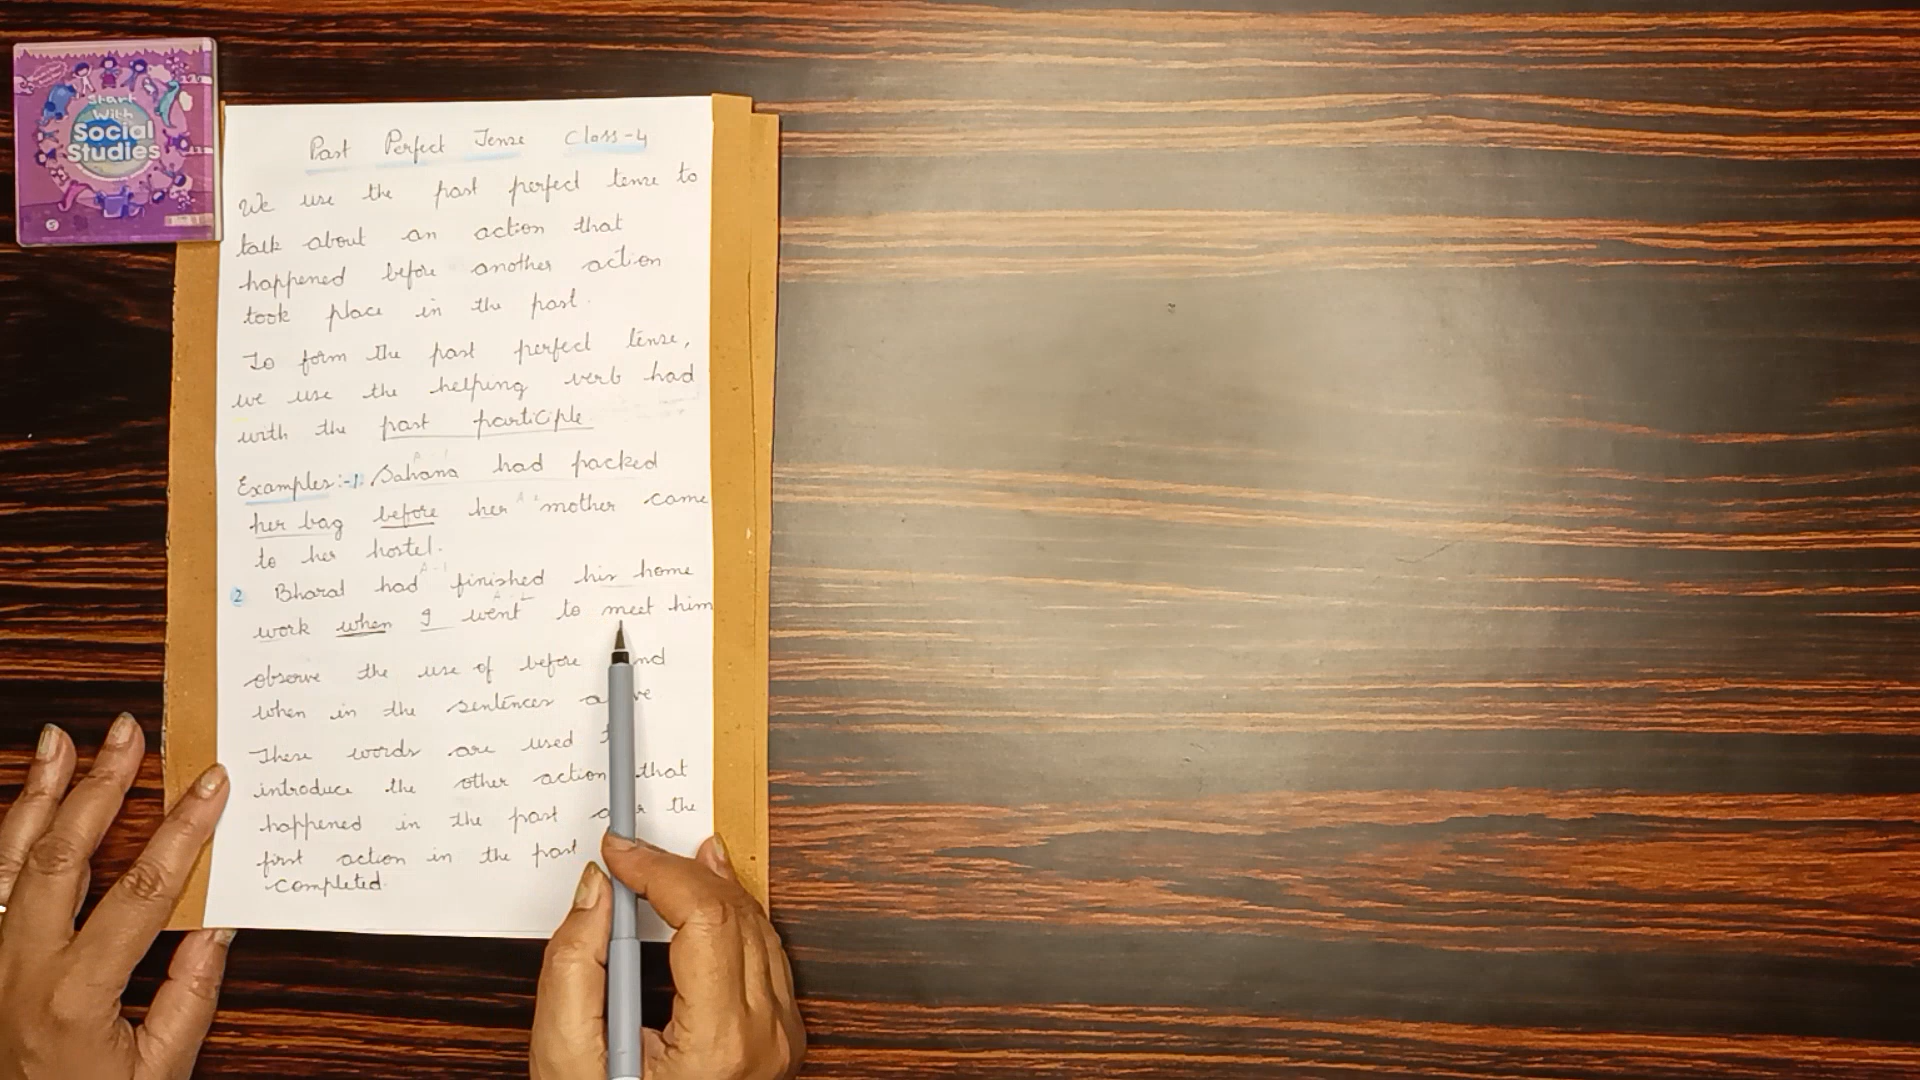 Start
With
Social
Studies
5
Past Perfect Tense Class-4
We use the past perfect tense to
talk about an action that
happened before another action
took place in the past.
To form the past perfect tense,
we use the helping verb had
with the past participle.
Examples:-1. Sahana had packed
her bag before her mother came
to her hostel.
A-1
2 Bharat had finished his home
work when I went to meet him
observe the use of before
when in the sentences
These words are used
introduce the other action that
happened in the past the
first action in the past
completed.